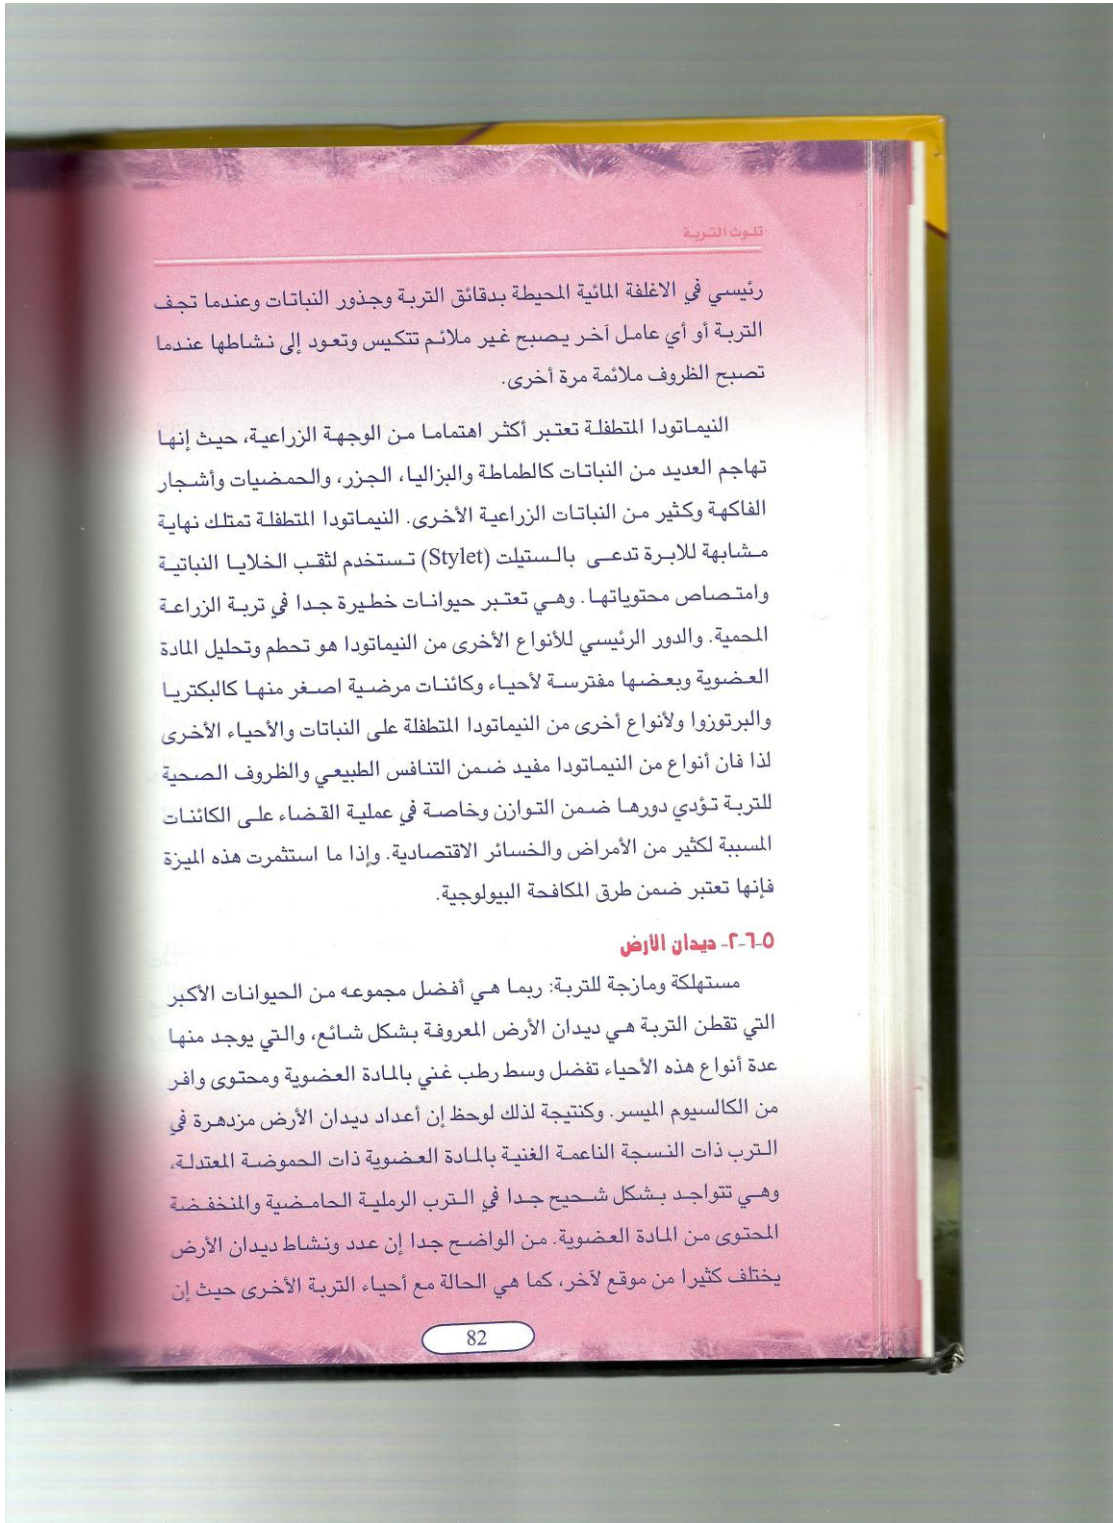 تلوث التربة
رئيسي في الاغلفة المائية المحيطة بدقائق التربة وجذور النباتات وعندما تجف
التربة أو أي عامل آخر يصبح غير ملائم تتكيس وتعود إلى نشاطها عندما
تصبح الظروف ملائمة مرة أخرى.
النيماتودا المتطفلة تعتبر أكثر اهتماما من الوجهة الزراعية، حيث إنها
تهاجم العديد من النباتات كالطماطة والبزاليا، الجزر، والحمضيات وأشجار
الفاكهة وكثير من النباتات الزراعية الأخرى. النيماتودا المتطفلة تمتلك نهاية
مشابهة للابرة تدعى بالستيلت (Stylet) تستخدم لثقب الخلايا النباتية
وامتصاص محتوياتها. وهي تعتبر حيوانات خطيرة جدا في تربة الزراعة
المحمية. والدور الرئيسي للأنواع الأخرى من النيماتودا هو تحطم وتحليل المادة
العضوية وبعضها مفترسة لأحياء وكائنات مرضية اصغر منها كالبكتريا
والبرتوزوا ولأنواع أخرى من النيماتودا المتطفلة على النباتات والأحياء الأخرى
لذا فان أنواع من النيماتودا مفيد ضمن التنافس الطبيعي والظروف الصحية
للتربة تؤدي دورها ضمن التوازن وخاصة في عملية القضاء على الكائنات
المسببة لكثير من الأمراض والخسائر الاقتصادية. وإذا ما استثمرت هذه الميزة
فإنها تعتبر ضمن طرق المكافحة البيولوجية.
٥-٦-٢- ديدان الأرض
مستهلكة ومازجة للتربة: ربما هي أفضل مجموعه من الحيوانات الأكبر
التي تقطن التربة هي ديدان الأرض المعروفة بشكل شائع، والتي يوجد منها
عدة أنواع هذه الأحياء تفضل وسط رطب غني بالمادة العضوية ومحتوى وافر
من الكالسيوم الميسر. وكنتيجة لذلك لوحظ إن أعداد ديدان الأرض مزدهرة في
الترب ذات النسجة الناعمة الغنية بالمادة العضوية ذات الحموضة المعتدلة،
وهي تتواجد بشكل شحيح جدا في الترب الرملية الحامضية والمنخفضة
المحتوى من المادة العضوية. من الواضح جدا إن عدد ونشاط ديدان الأرض
يختلف كثيرا من موقع لآخر، كما هي الحالة مع أحياء التربة الأخرى حيث إن
82